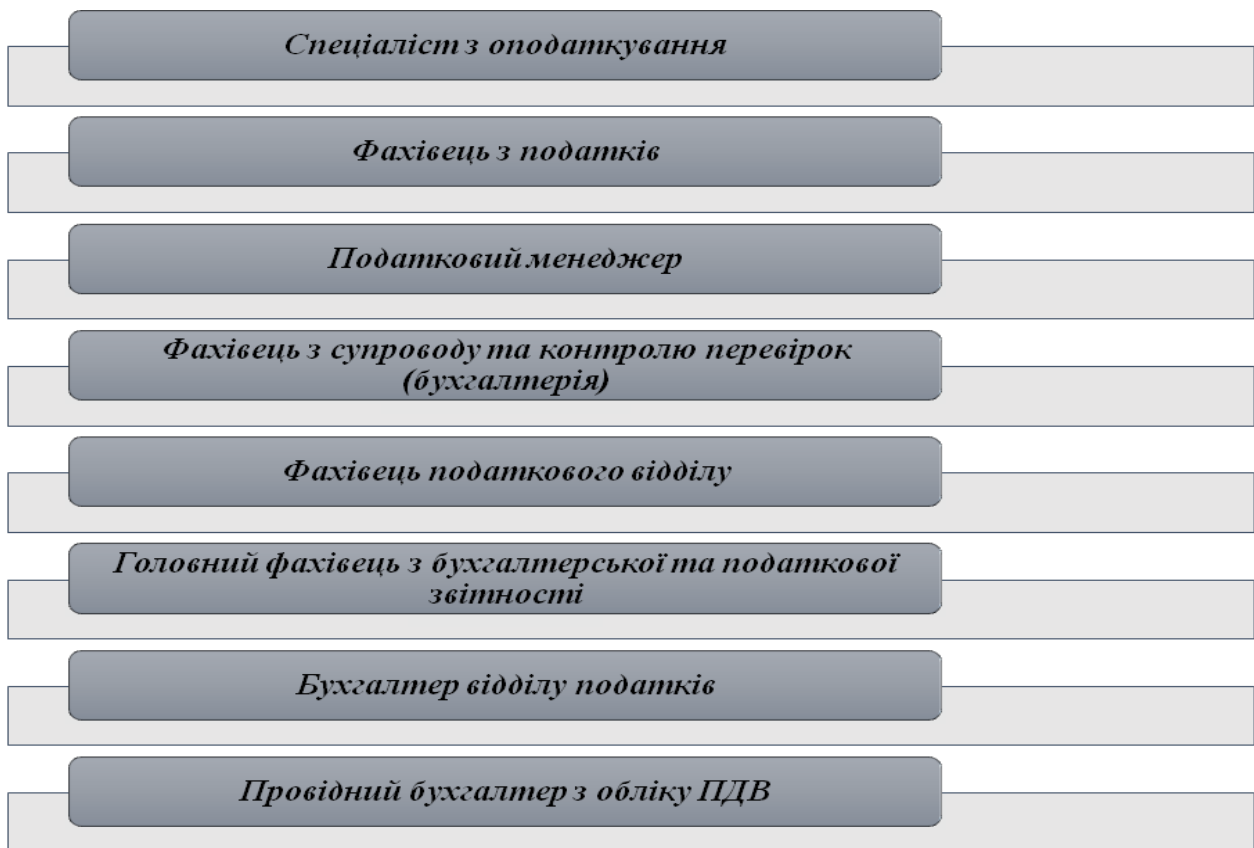 Спеціаліст з оподаткування
Фахівець з податків
Податковий менеджер
Фахівець з супроводу та контролю перевірок
(бухгалтерія)
Фахівець податкового відділу
Головний фахівець з бухгалтерської та податкової
звітності
Бухгалтер відділу податків
Провідний бухгалтер з обліку ПДВ